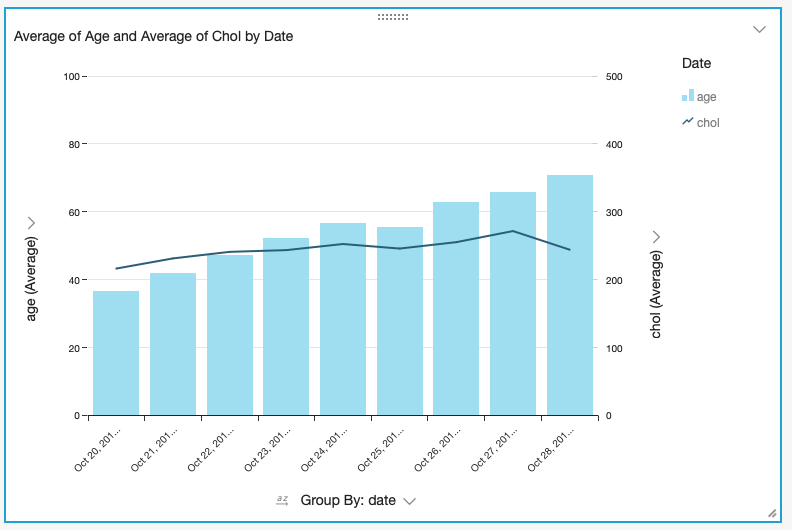 Average of Age and Average of Chol by Date
Date
age
chol
100
80
60
40
20
0
age (Average)
500
400
300
200
100
0
chol (Average)
Oct 20, 201...
Oct 21, 201...
Oct 22, 201...
Oct 23, 201...
Oct 24, 201...
Oct 25, 201...
Oct 26, 201...
Oct 27, 201...
Oct 28, 201...
az Group By: date